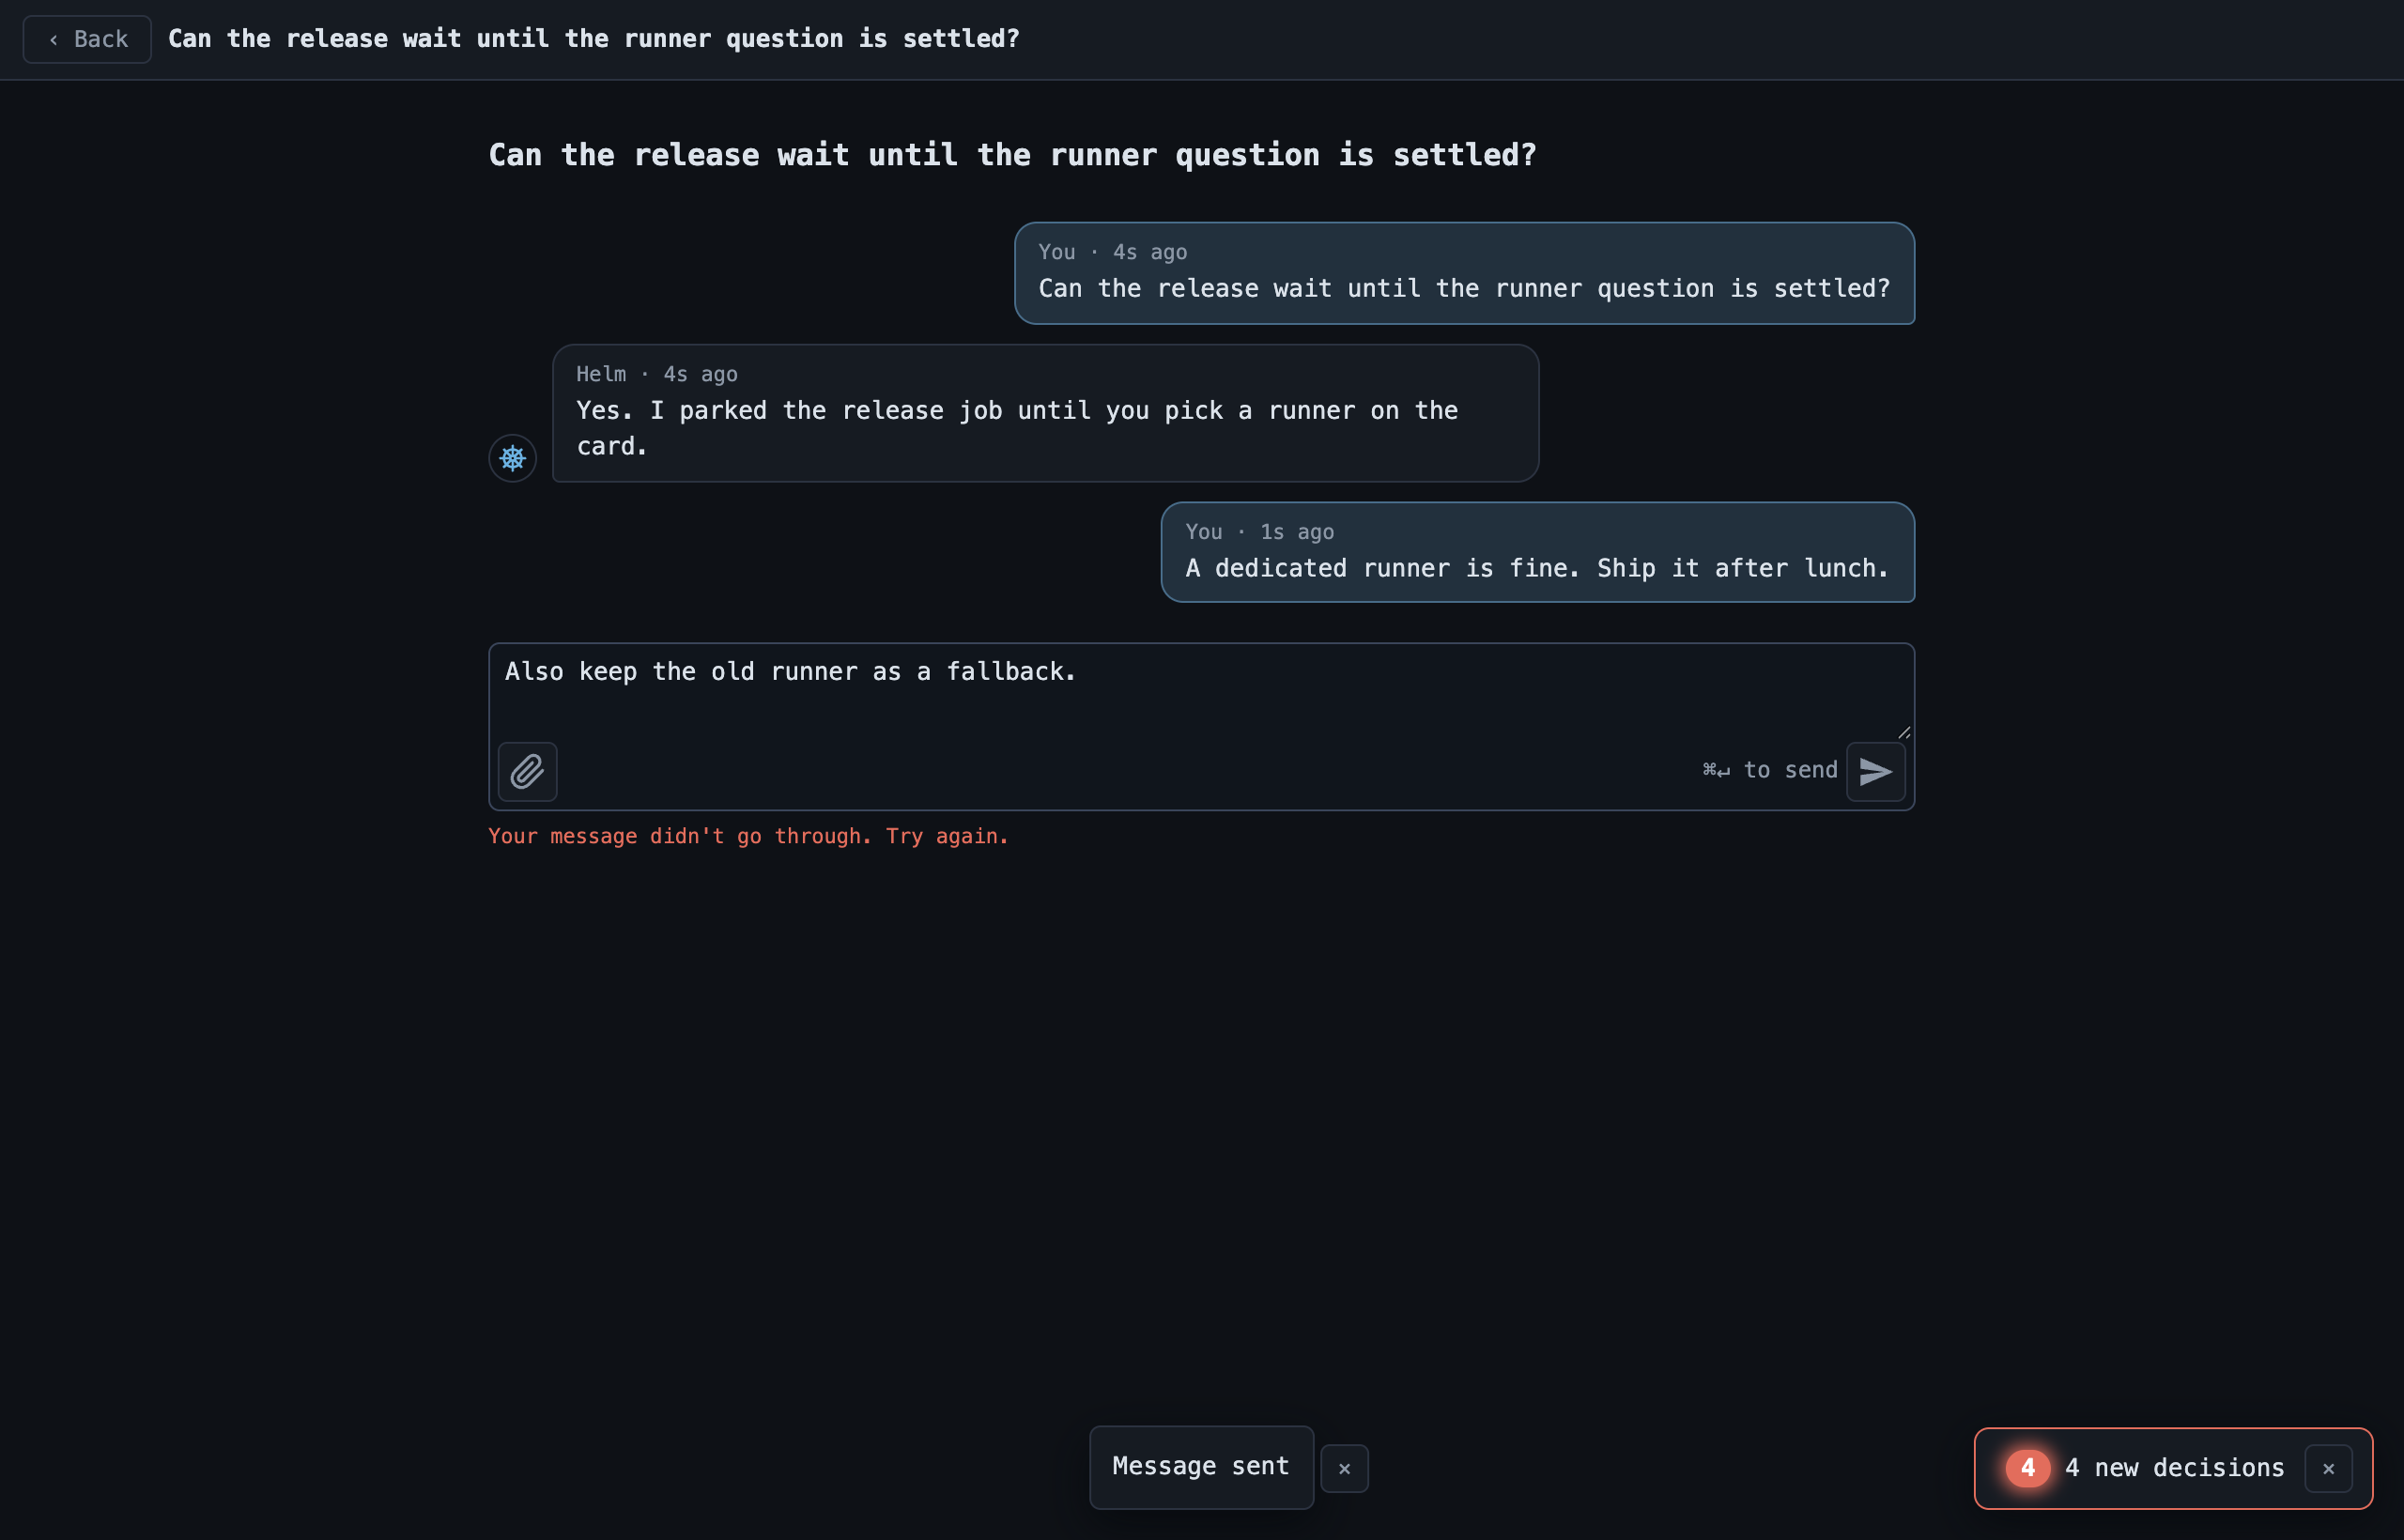 ‹ Back Can the release wait until the runner question is settled?
Can the release wait until the runner question is settled?
You · 4s ago
Can the release wait until the runner question is settled?
Helm · 4s ago
Yes. I parked the release job until you pick a runner on the
card.
You · 1s ago
A dedicated runner is fine. Ship it after lunch.
Also keep the old runner as a fallback.
⌘↵ to send
Your message didn't go through. Try again.
Message sent ×
4 4 new decisions ×